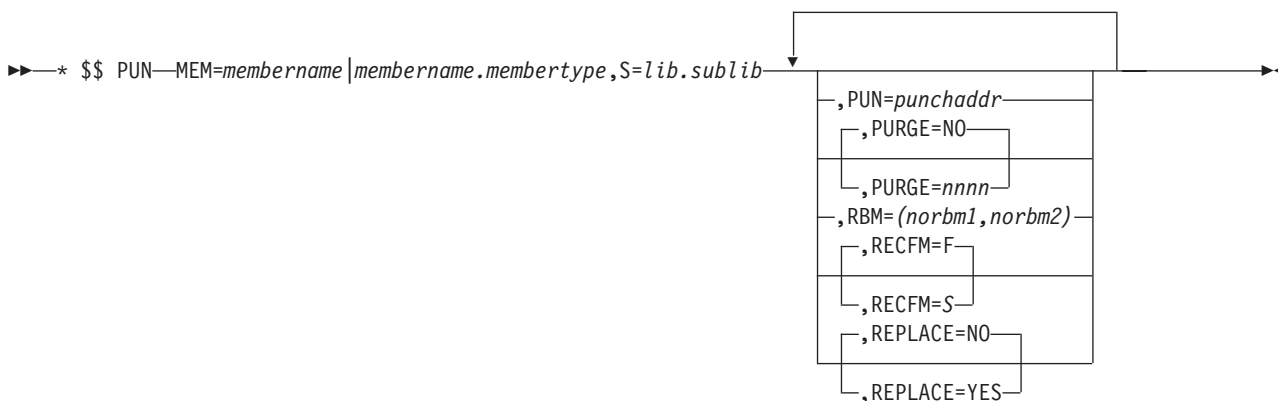 * $$ PUN MEM=membername|membername.membertype,S=lib.sublib
,PUN=punchaddr
,PURGE=NO
,PURGE=nnnn
,RBM=(norbm1,norbm2)
,RECFM=F
,RECFM=S
,REPLACE=NO
,REPLACE=YES